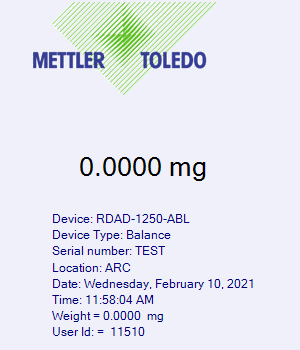 METTLER TOLEDO
0.0000 mg
Device: RDAD-1250-ABL
Device Type: Balance
Serial number: TEST
Location: ARC
Date: Wednesday, February 10, 2021
Time: 11:58:04 AM
Weight = 0.0000  mg
User Id: =  11510